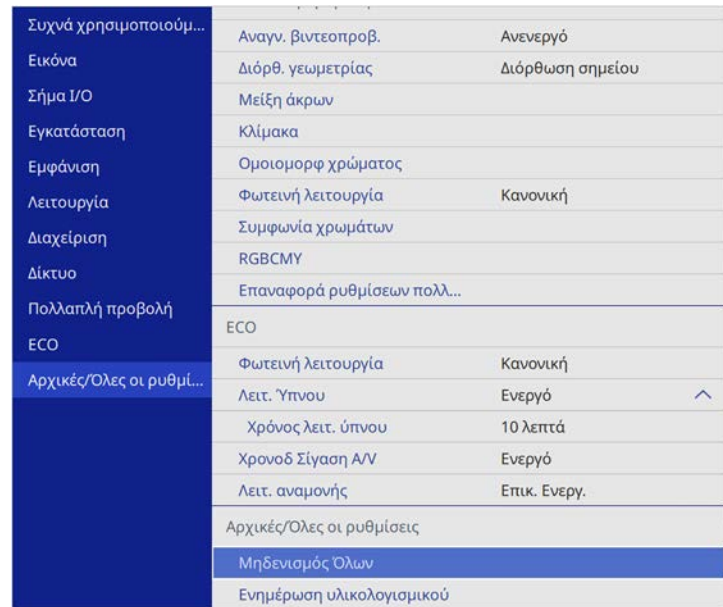 Συχνά χρησιμοποιούμ...
Εικόνα
Σήμα I/O
Εγκατάσταση
Εμφάνιση
Λειτουργία
Διαχείριση
Δίκτυο
Πολλαπλή προβολή
ECO
Αρχικές/Όλες οι ρυθμί...
Αναγν. βιντεοπροβ. Ανενεργό
Διόρθ. γεωμετρίας Διόρθωση σημείου
Μείξη άκρων
Κλίμακα
Ομοιομορφ χρώματος
Φωτεινή λειτουργία Κανονική
Συμφωνία χρωμάτων
RGBCMY
Επαναφορά ρυθμίσεων πολλ...
ECO
Φωτεινή λειτουργία Κανονική
Λειτ. Ύπνου Ενεργό
Χρόνος λειτ. ύπνου 10 λεπτά
Χρονοδ Σίγαση A/V Ενεργό
Λειτ. αναμονής Επικ. Ενεργ.
Αρχικές/Όλες οι ρυθμίσεις
Μηδενισμός Όλων
Ενημέρωση υλικολογισμικού